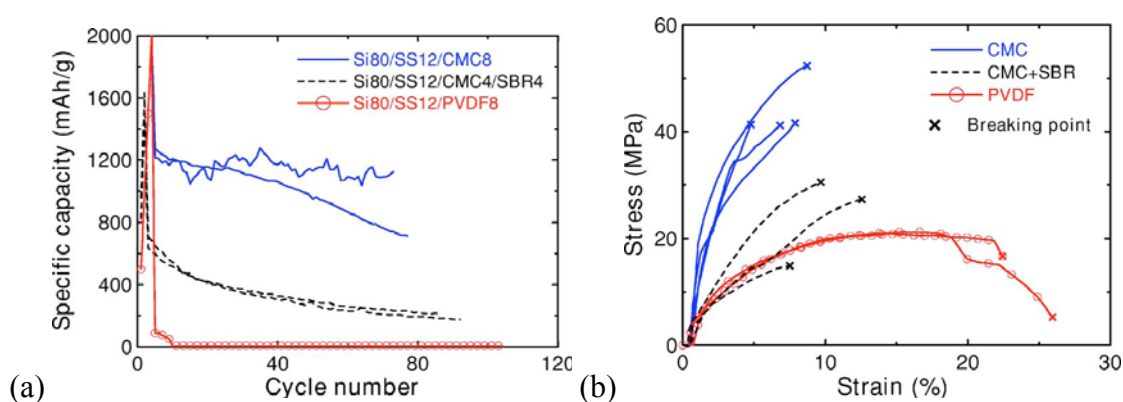 2000
1600
1200
800
400
0
0 40 80 120
Specific capacity (mAh/g)
Cycle number
Si80/SS12/CMC8
Si80/SS12/CMC4/SBR4
Si80/SS12/PVDF8
(a)
60
40
20
0
0 10 20 30
Stress (MPa)
Strain (%)
CMC
CMC+SBR
PVDF
Breaking point
(b)